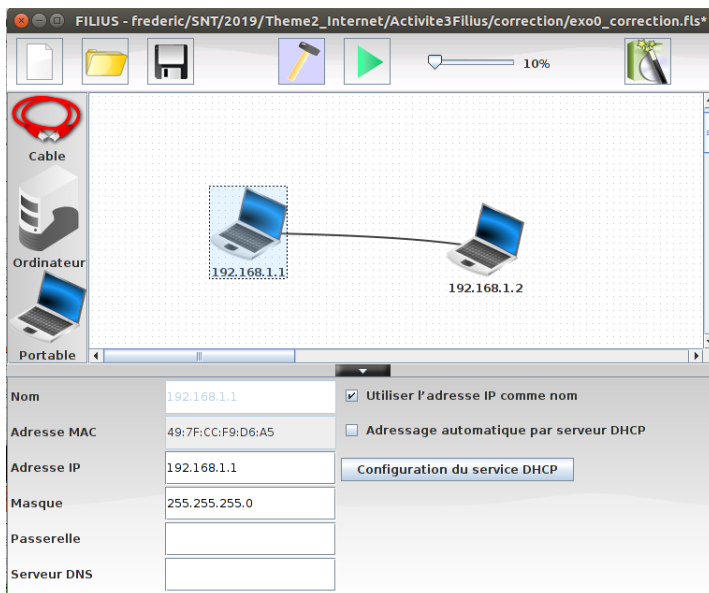 FILIUS - frederic/SNT/2019/Theme2_Internet/Activite3Filius/correction/exo0_correction.fls*
10%
Cable
Ordinateur
Portable
192.168.1.1
192.168.1.2
Nom
192.168.1.1
Utiliser l'adresse IP comme nom
Adresse MAC
49:7F:CC:F9:D6:A5
Adressage automatique par serveur DHCP
Adresse IP
192.168.1.1
Configuration du service DHCP
Masque
255.255.255.0
Passerelle
Serveur DNS